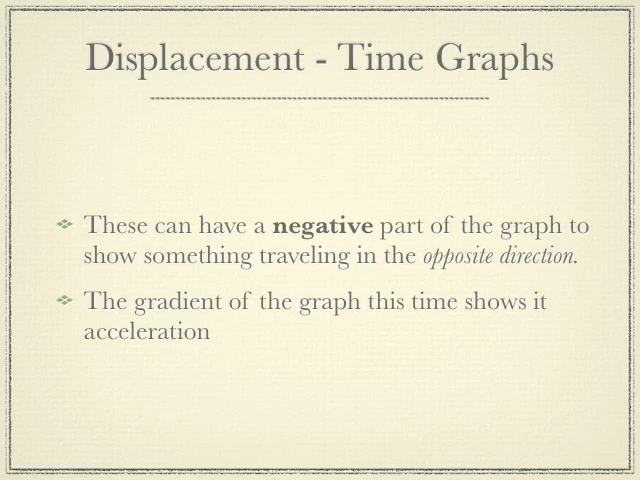 Displacement - Time Graphs
These can have a negative part of the graph to
show something traveling in the opposite direction.
The gradient of the graph this time shows it
acceleration